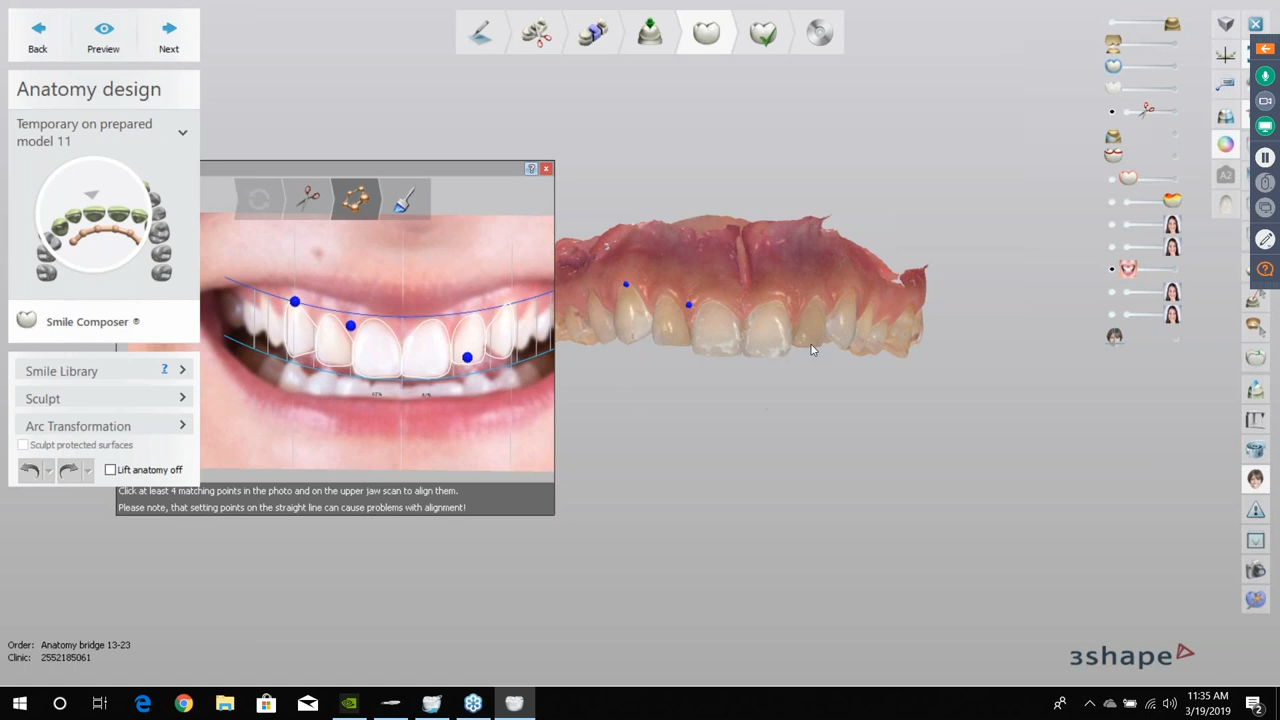 Back
Preview
Next
Anatomy design
Temporary on prepared
model 11
Smile Composer ®
Smile Library
?
Sculpt
Arc Transformation
Sculpt protected surfaces
Lift anatomy off
Click at least 4 matching points in the photo and on the upper jaw scan to align them.
Please note, that setting points on the straight line can cause problems with alignment!
A2
Order: Anatomy bridge 13-23
Clinic: 2552185061
3shape
11:35 AM
3/19/2019
2